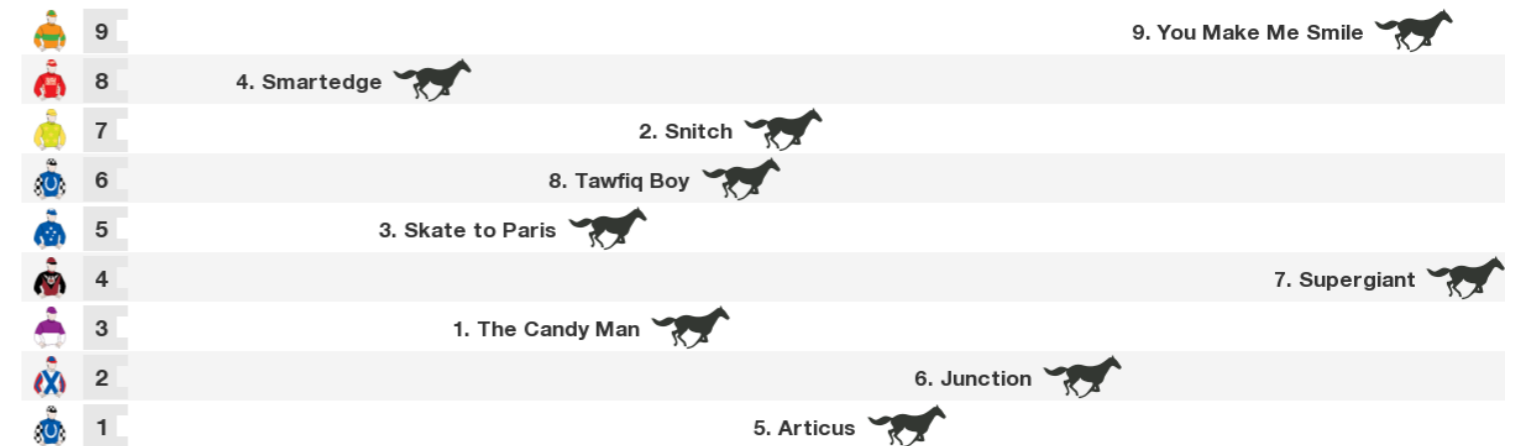 9 9. You Make Me Smile
8 4. Smartedge
7 2. Snitch
6 8. Tawfiq Boy
5 3. Skate to Paris
4 7. Supergiant
3 1. The Candy Man
2 6. Junction
1 5. Articus